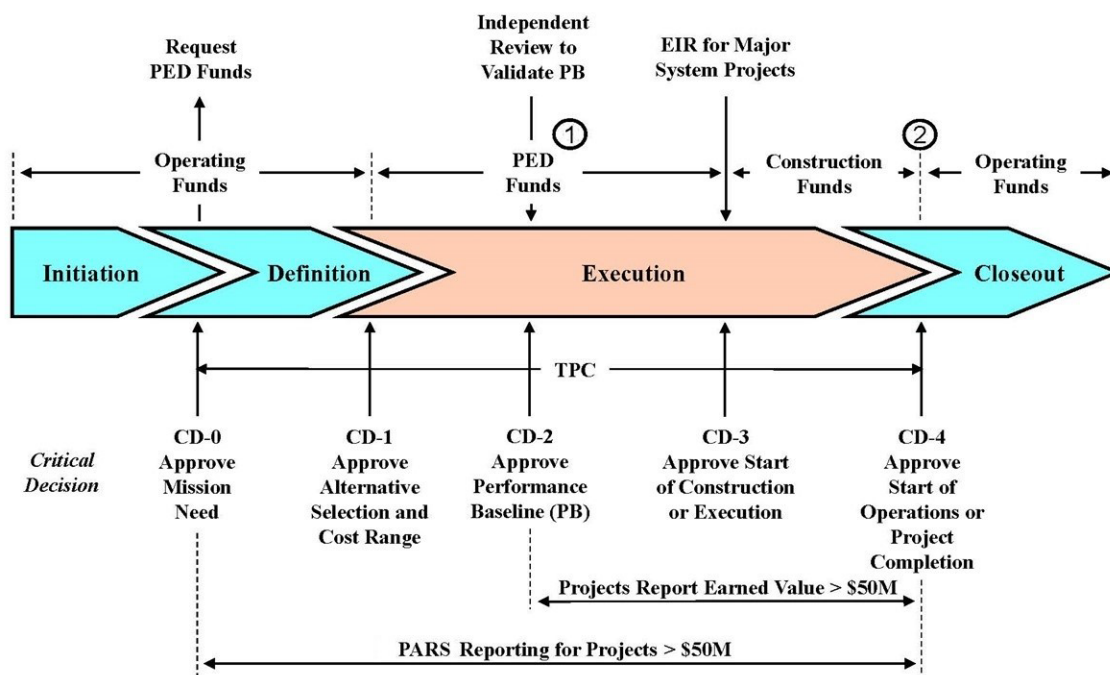 Request
PED Funds
Independent
Review to
Validate PB
EIR for Major
System Projects
1
2
Operating
Funds
PED
Funds
Construction
Funds
Operating
Funds
Initiation
Definition
Execution
Closeout
TPC
Critical
Decision
CD-0
Approve
Mission
Need
CD-1
Approve
Alternative
Selection and
Cost Range
CD-2
Approve
Performance
Baseline (PB)
CD-3
Approve Start
of Construction
or Execution
CD-4
Approve
Start of
Operations or
Project
Completion
Projects Report Earned Value > $50M
PARS Reporting for Projects > $50M